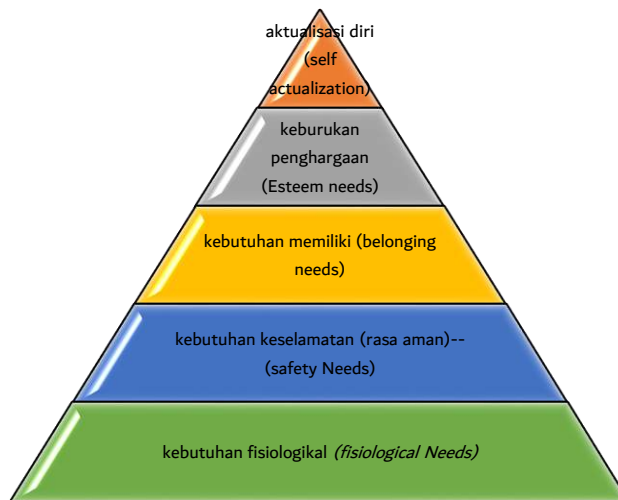 aktualisasi diri
(self
actualization)
keburukan
penghargaan
(Esteem needs)
kebutuhan memiliki (belonging
needs)
kebutuhan keselamatan (rasa aman)--
(safety Needs)
kebutuhan fisiologikal (fisiological Needs)